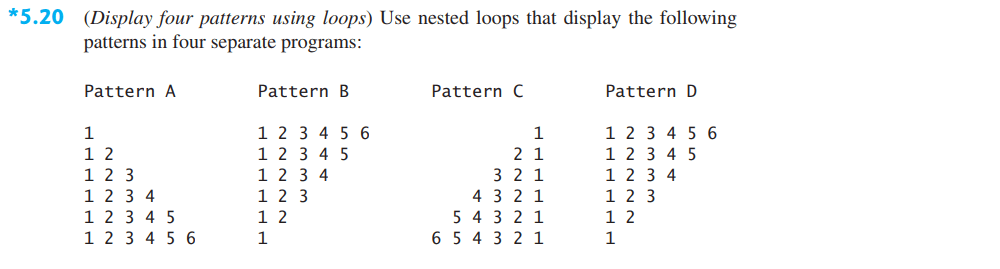 *5.20 (Display four patterns using loops) Use nested loops that display the following
patterns in four separate programs:
Pattern A Pattern B Pattern C Pattern D
1 1 2 3 4 5 6 1 1 2 3 4 5 6
1 2 1 2 3 4 5 2 1 1 2 3 4 5
1 2 3 1 2 3 4 3 2 1 1 2 3 4
1 2 3 4 1 2 3 4 3 2 1 1 2 3
1 2 3 4 5 1 2 5 4 3 2 1 1 2
1 2 3 4 5 6 1 6 5 4 3 2 1 1